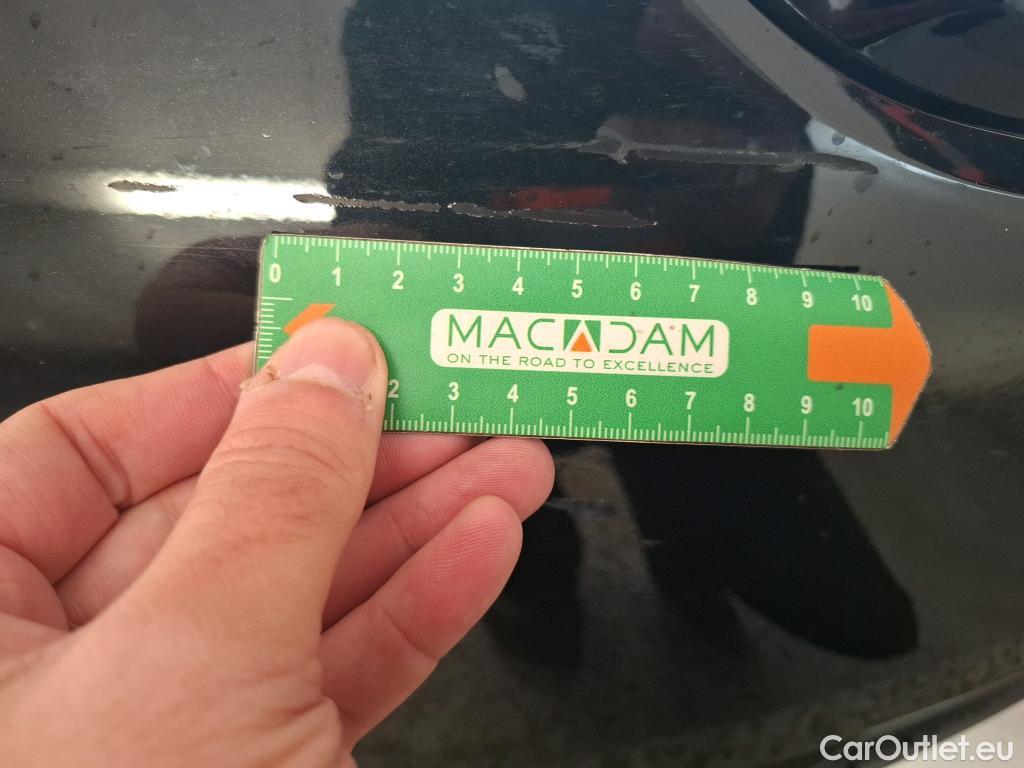 0 1 2 3 4 5 6 7 8 9 10
MACADAM
ON THE ROAD TO EXCELLENCE
2 3 4 5 6 7 8 9 10
CarOutlet.eu